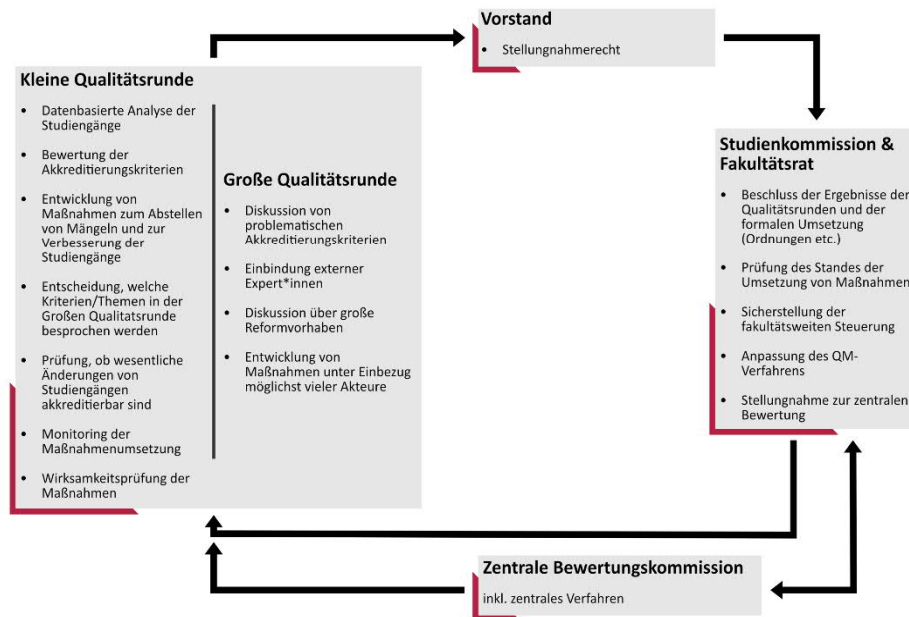 Vorstand
• Stellungnahmerecht
Kleine Qualitätsrunde
• Datenbasierte Analyse der
Studiengänge
• Bewertung der
Akkreditierungskriterien
• Entwicklung von
Maßnahmen zum Abstellen
von Mängeln und zur
Verbesserung der
Studiengänge
• Entscheidung, welche
Kriterien/Themen in der
Großen Qualitatsrunde
besprochen werden
• Prüfung, ob wesentliche
Änderungen von
Studiengängen
akkreditierbar sind
• Monitoring der
Maßnahmenumsetzung
• Wirksamkeitsprüfung der
Maßnahmen
Große Qualitätsrunde
• Diskussion von
problematischen
Akkreditierungskriterien
• Einbindung externer
Expert*innen
• Diskussion über große
Reformvorhaben
• Entwicklung von
Maßnahmen unter Einbezug
möglichst vieler Akteure
Studienkommission &
Fakultätsrat
• Beschluss der Ergebnisse der
Qualitätsrunden und der
formalen Umsetzung
(Ordnungen etc.)
• Prüfung des Standes der
Umsetzung von Maßnahmen
• Sicherstellung der
fakultätsweiten Steuerung
• Anpassung des QM-
Verfahrens
• Stellungnahme zur zentralen
Bewertung
Zentrale Bewertungskommission
inkl. zentrales Verfahren